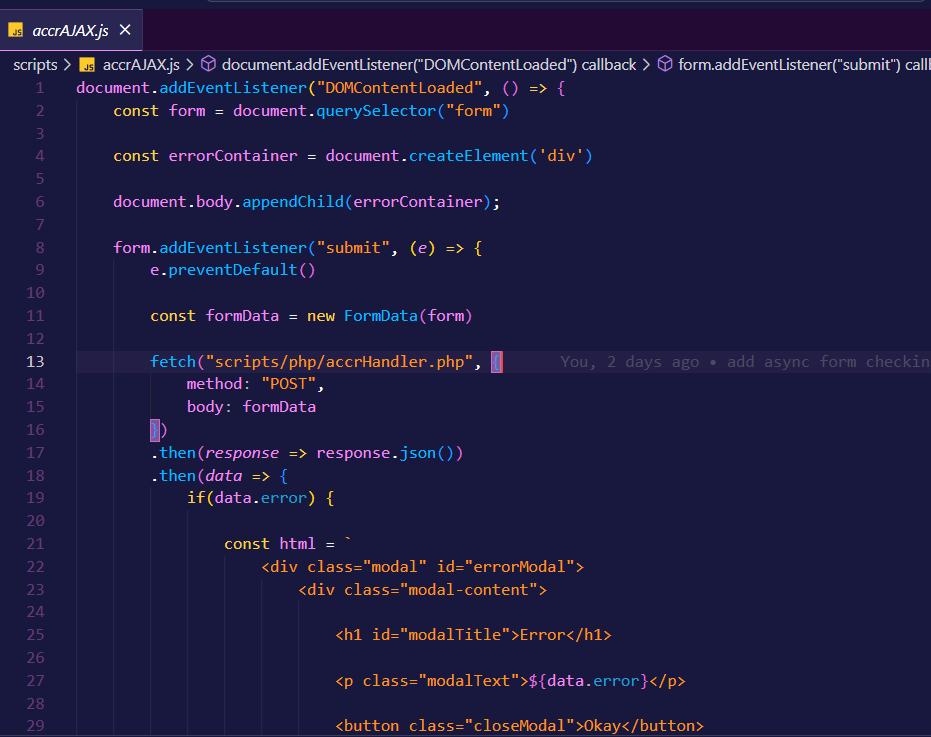 JS accrAJAX.js ×
scripts > JS accrAJAX.js > document.addEventListener("DOMContentLoaded") callback > form.addEventListener("submit") call
1 document.addEventListener("DOMContentLoaded", () => {
2     const form = document.querySelector("form")
3
4     const errorContainer = document.createElement('div')
5
6     document.body.appendChild(errorContainer);
7
8     form.addEventListener("submit", (e) => {
9         e.preventDefault()
10
11         const formData = new FormData(form)
12
13         fetch("scripts/php/accrHandler.php", {     You, 2 days ago • add async form checkin
14             method: "POST",
15             body: formData
16         })
17         .then(response => response.json())
18         .then(data => {
19             if(data.error) {
20
21                 const html = `
22                     <div class="modal" id="errorModal">
23                         <div class="modal-content">
24
25                             <h1 id="modalTitle">Error</h1>
26
27                             <p class="modalText">${data.error}</p>
28
29                             <button class="closeModal">Okay</button>